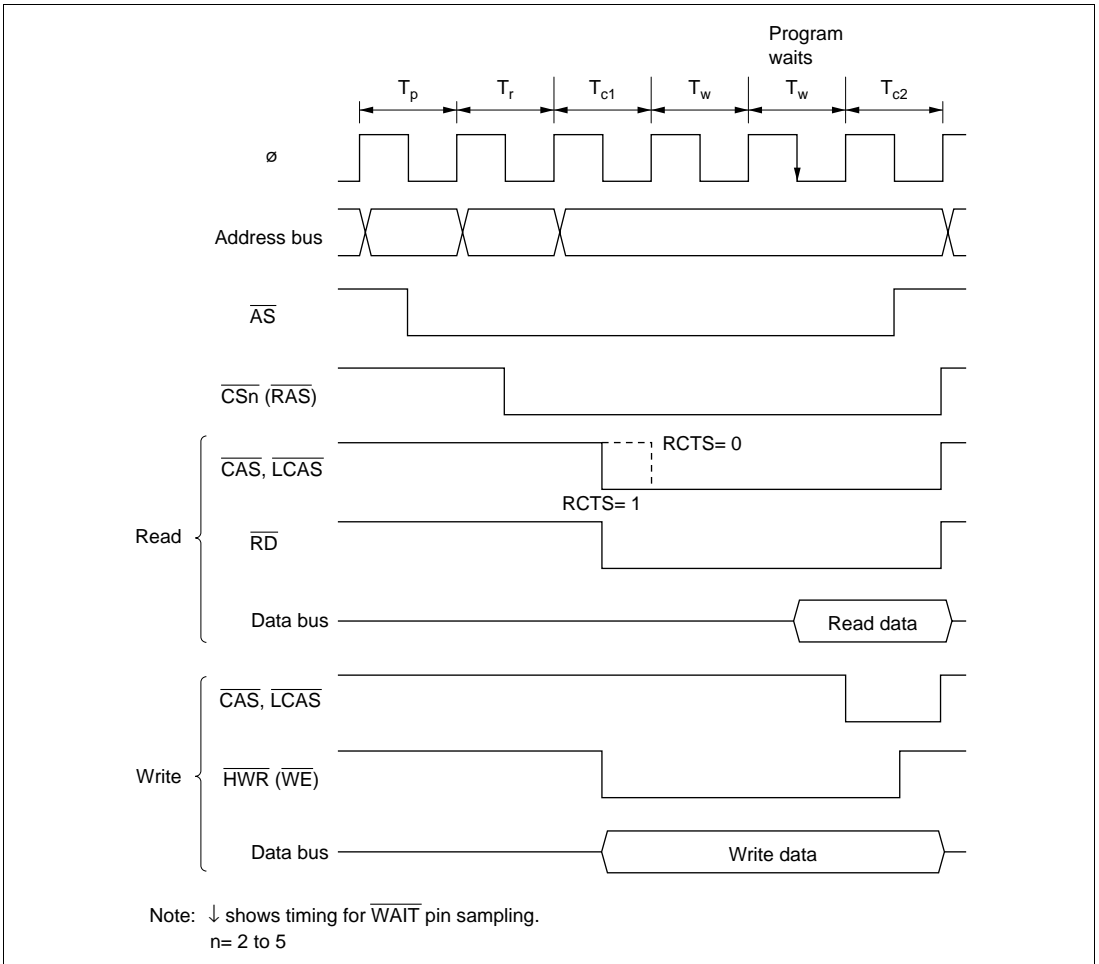 Program
waits
Tp Tr Tc1 Tw Tw Tc2
ø
Address bus
AS
CSn (RAS)
Read
CAS, LCAS
RCTS= 0
RCTS= 1
RD
Data bus
Read data
Write
CAS, LCAS
HWR (WE)
Data bus
Write data
Note: ↓ shows timing for WAIT pin sampling.
n= 2 to 5